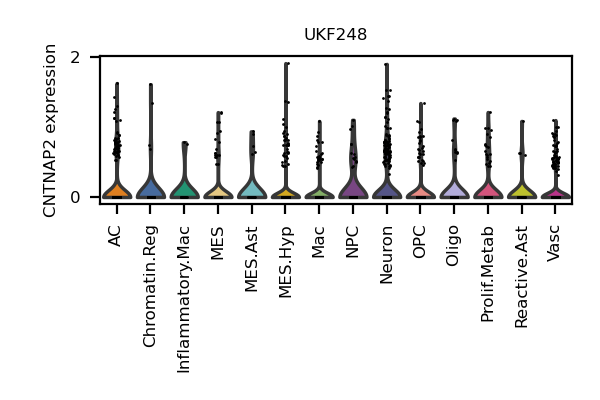 UKF248
CNTNAP2 expression
2
0
AC
Chromatin.Reg
Inflammatory.Mac
MES
MES.Ast
MES.Hyp
Mac
NPC
Neuron
OPC
Oligo
Prolif.Metab
Reactive.Ast
Vasc